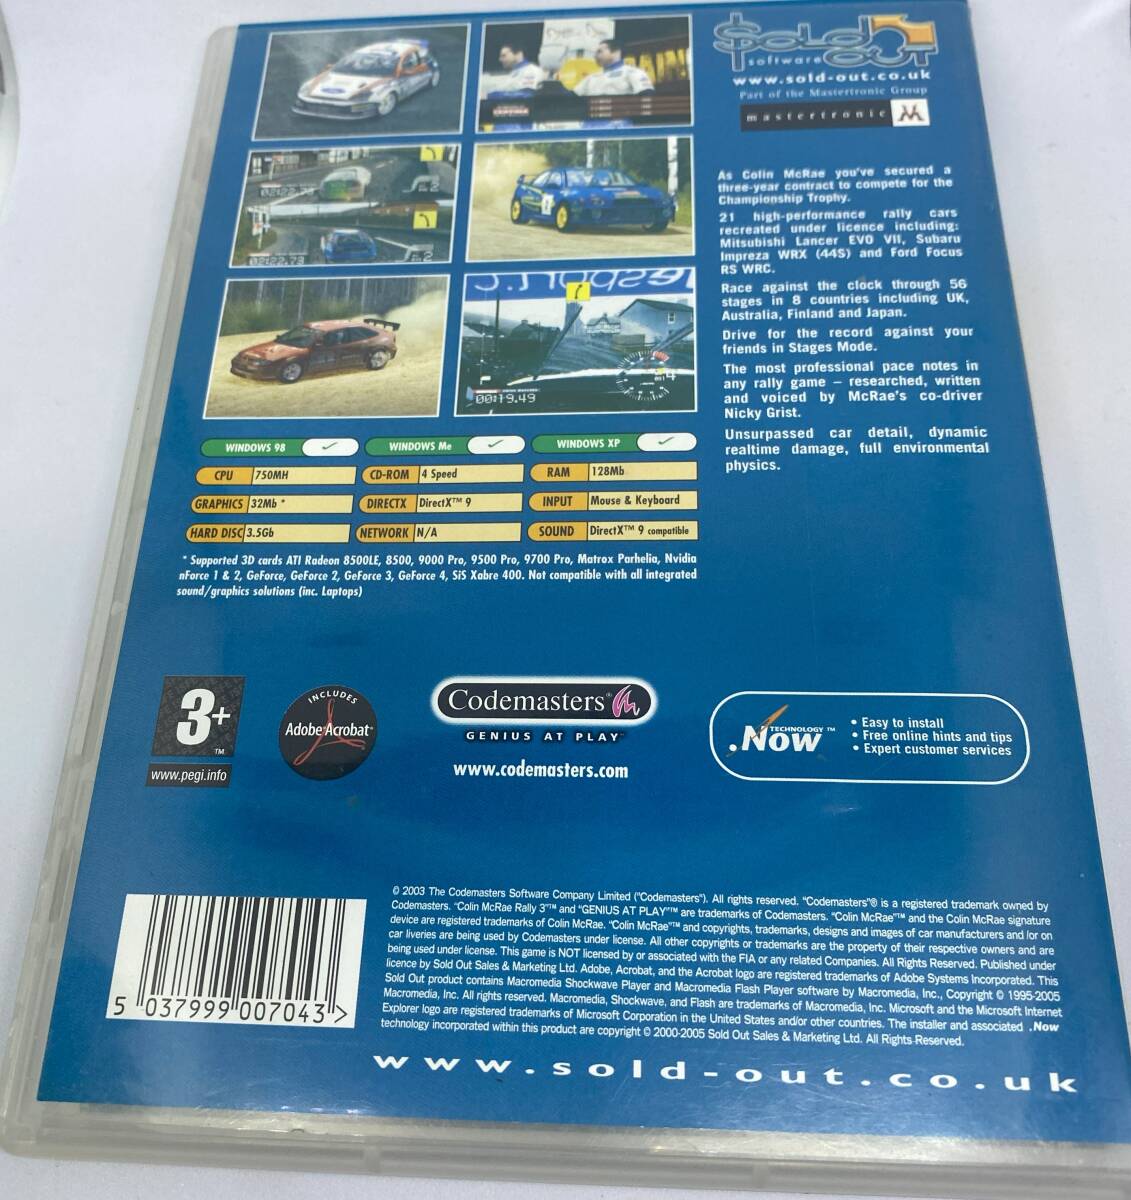 $old Out
software
www.sold-out.co.uk
Part of the Mastertronic Group
mastertronic M
As Colin McRae you've secured a
three-year contract to compete for the
Championship Trophy.
21 high-performance rally cars
recreated under licence including:
Mitsubishi Lancer EVO VII, Subaru
Impreza WRX (44S) and Ford Focus
RS WRC.
Race against the clock through 56
stages in 8 countries including UK,
Australia, Finland and Japan.
Drive for the record against your
friends in Stages Mode.
The most professional pace notes in
any rally game – researched, written
and voiced by McRae's co-driver
Nicky Grist.
Unsurpassed car detail, dynamic
realtime damage, full environmental
physics.
02:22.73
02:22.73
00:19.49
WINDOWS 98 ✓ WINDOWS Me ✓ WINDOWS XP ✓
CPU 750MH CD-ROM 4 Speed RAM 128Mb
GRAPHICS 32Mb * DIRECTX DirectX™ 9 INPUT Mouse & Keyboard
HARD DISC 3.5Gb NETWORK N/A SOUND DirectX™ 9 compatible
* Supported 3D cards ATI Radeon 8500LE, 8500, 9000 Pro, 9500 Pro, 9700 Pro, Matrox Parhelia, Nvidia
nForce 1 & 2, GeForce, GeForce 2, GeForce 3, GeForce 4, SiS Xabre 400. Not compatible with all integrated
sound/graphics solutions (inc. Laptops)
3+
™
www.pegi.info
INCLUDES
Adobe Acrobat™
Codemasters®
GENIUS AT PLAY™
www.codemasters.com
.Now TECHNOLOGY™
• Easy to install
• Free online hints and tips
• Expert customer services
© 2003 The Codemasters Software Company Limited ("Codemasters"). All rights reserved. "Codemasters"® is a registered trademark owned by
Codemasters. "Colin McRae Rally 3"™ and "GENIUS AT PLAY"™ are trademarks of Codemasters. "Colin McRae"™ and the Colin McRae signature
device are registered trademarks of Colin McRae. "Colin McRae"™ and copyrights, trademarks, designs and images of car manufacturers and /or on
car liveries are being used by Codemasters under license. All other copyrights or trademarks are the property of their respective owners and are
being used under license. This game is NOT licensed by or associated with the FIA or any related Companies. All Rights Reserved. Published under
licence by Sold Out Sales & Marketing Ltd. Adobe, Acrobat, and the Acrobat logo are registered trademarks of Adobe Systems Incorporated. This
Sold Out product contains Macromedia Shockwave Player and Macromedia Flash Player software by Macromedia, Inc., Copyright © 1995-2005
Macromedia, Inc. All rights reserved. Macromedia, Shockwave, and Flash are trademarks of Macromedia, Inc. Microsoft and the Microsoft Internet
Explorer logo are registered trademarks of Microsoft Corporation in the United States and/or other countries. The installer and associated .Now
technology incorporated within this product are copyright © 2000-2005 Sold Out Sales & Marketing Ltd. All Rights Reserved.
5 037999 007043 >
www.sold-out.co.uk